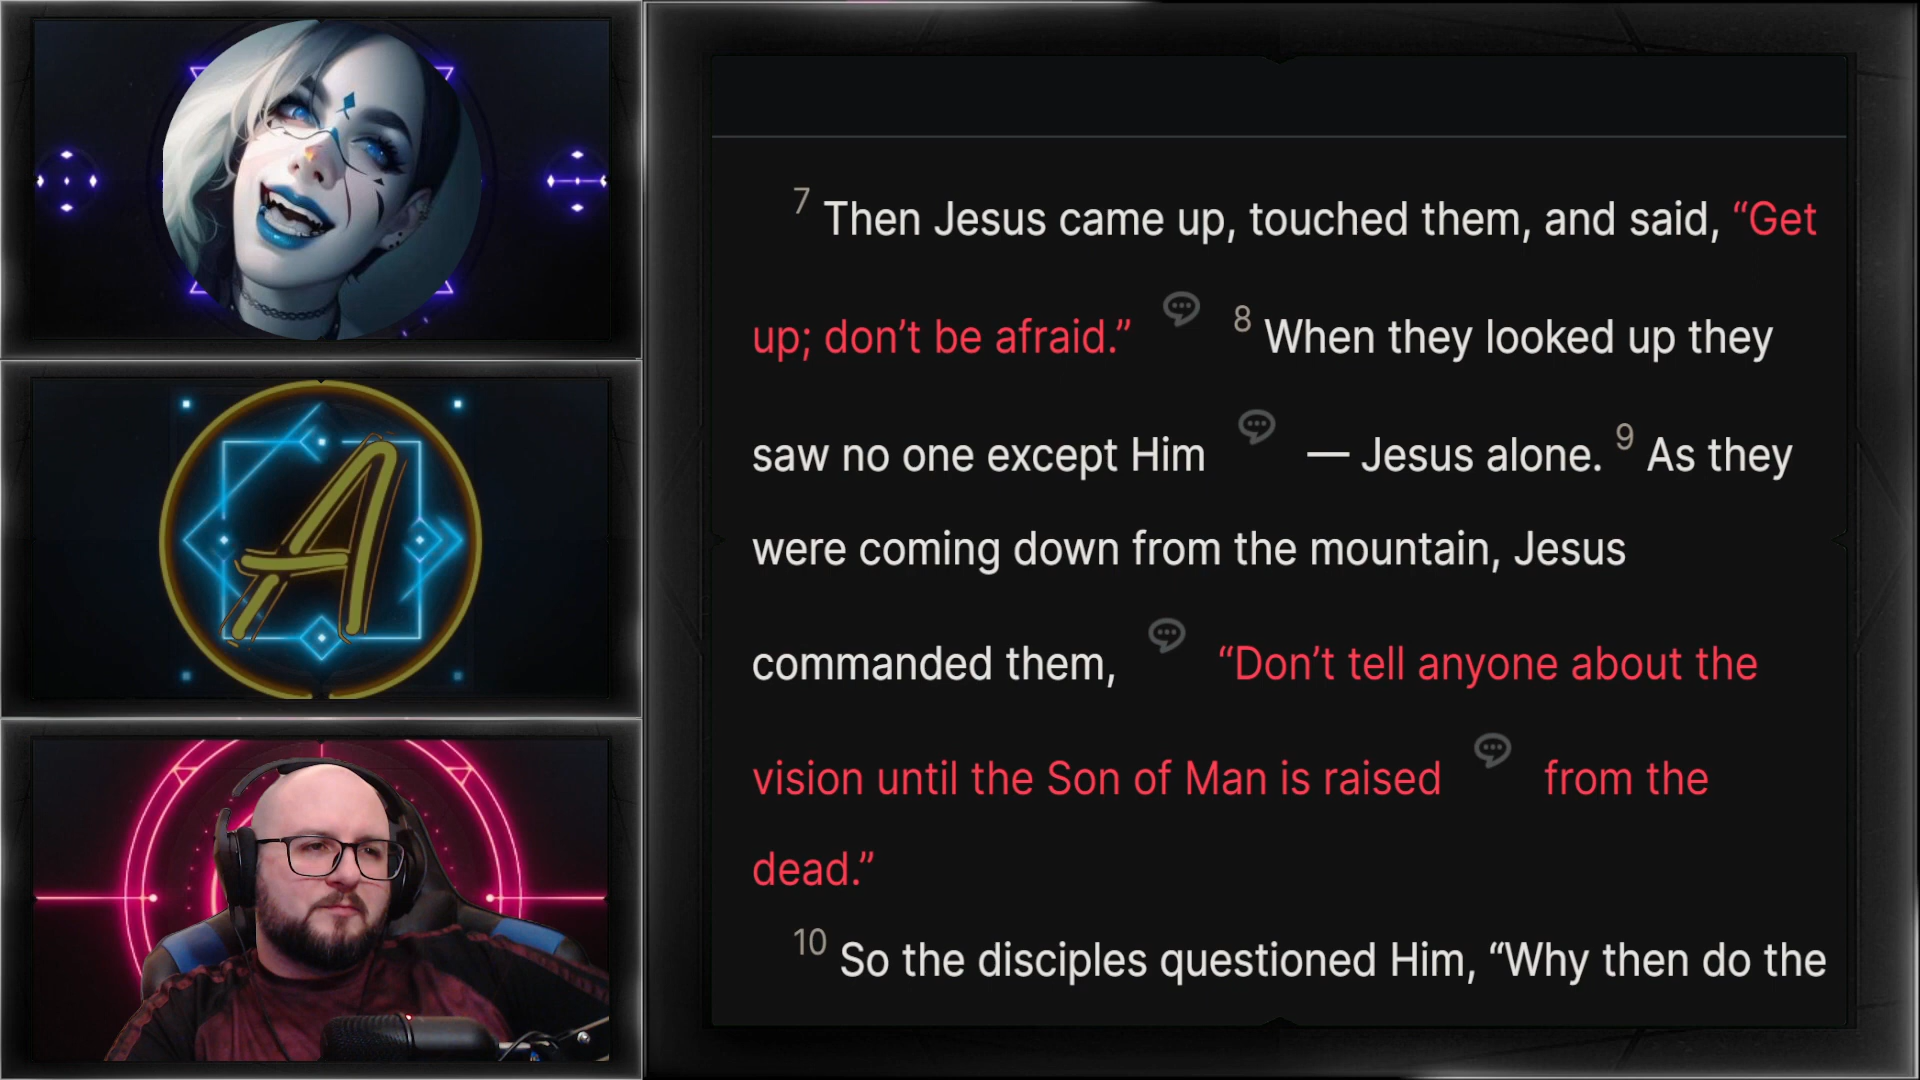 A
7 Then Jesus came up, touched them, and said, “Get
up; don’t be afraid.” 8 When they looked up they
saw no one except Him — Jesus alone. 9 As they
were coming down from the mountain, Jesus
commanded them, “Don’t tell anyone about the
vision until the Son of Man is raised from the
dead.”
10 So the disciples questioned Him, “Why then do the